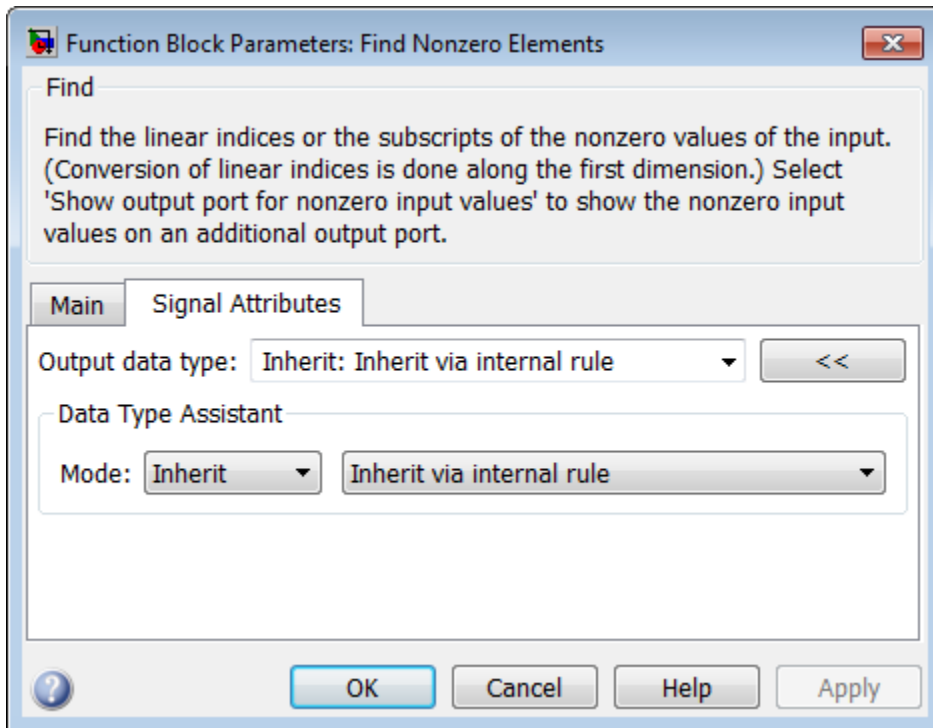 Function Block Parameters: Find Nonzero Elements
Find
Find the linear indices or the subscripts of the nonzero values of the input.
(Conversion of linear indices is done along the first dimension.) Select
'Show output port for nonzero input values' to show the nonzero input
values on an additional output port.
Main Signal Attributes
Output data type: Inherit: Inherit via internal rule <<
Data Type Assistant
Mode: Inherit Inherit via internal rule
? OK Cancel Help Apply